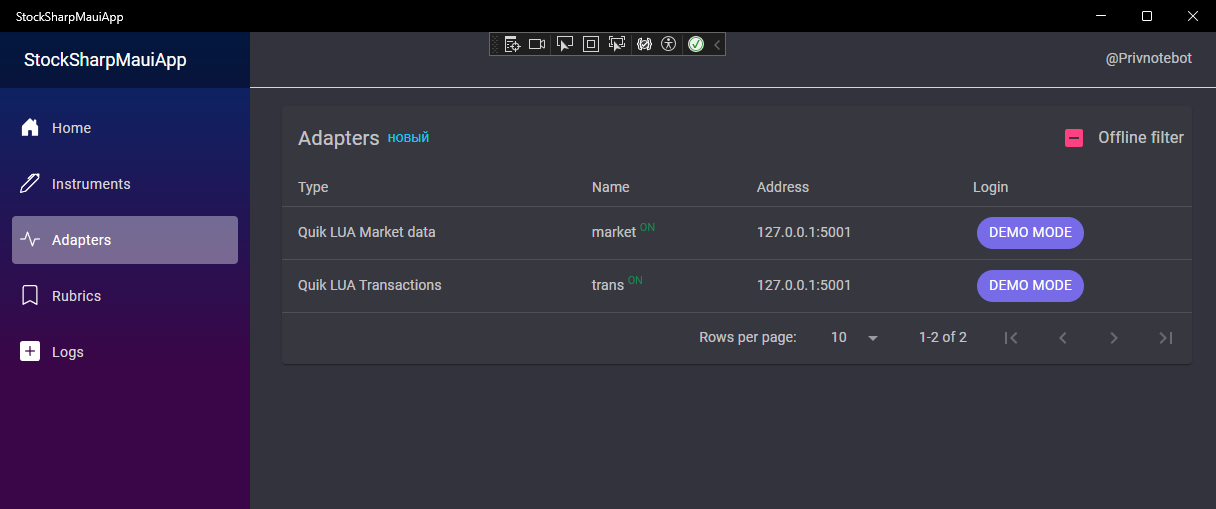 StockSharpMauiApp
StockSharpMauiApp
@Privnotebot
Home
Instruments
Adapters
Rubrics
Logs
Adapters новый
Offline filter
Type Name Address Login
Quik LUA Market data market ON 127.0.0.1:5001 DEMO MODE
Quik LUA Transactions trans ON 127.0.0.1:5001 DEMO MODE
Rows per page: 10 1-2 of 2